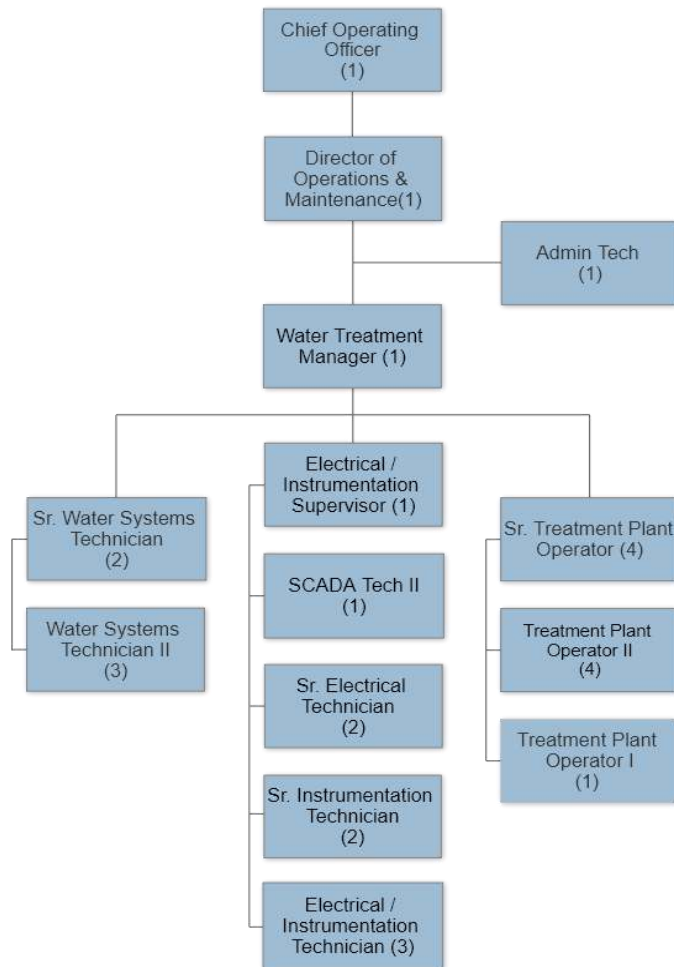 Chief Operating
Officer
(1)
Director of
Operations &
Maintenance(1)
Admin Tech
(1)
Water Treatment
Manager (1)
Sr. Water Systems
Technician
(2)
Water Systems
Technician II
(3)
Electrical /
Instrumentation
Supervisor (1)
SCADA Tech II
(1)
Sr. Electrical
Technician
(2)
Sr. Instrumentation
Technician
(2)
Electrical /
Instrumentation
Technician (3)
Sr. Treatment Plant
Operator (4)
Treatment Plant
Operator II
(4)
Treatment Plant
Operator I
(1)